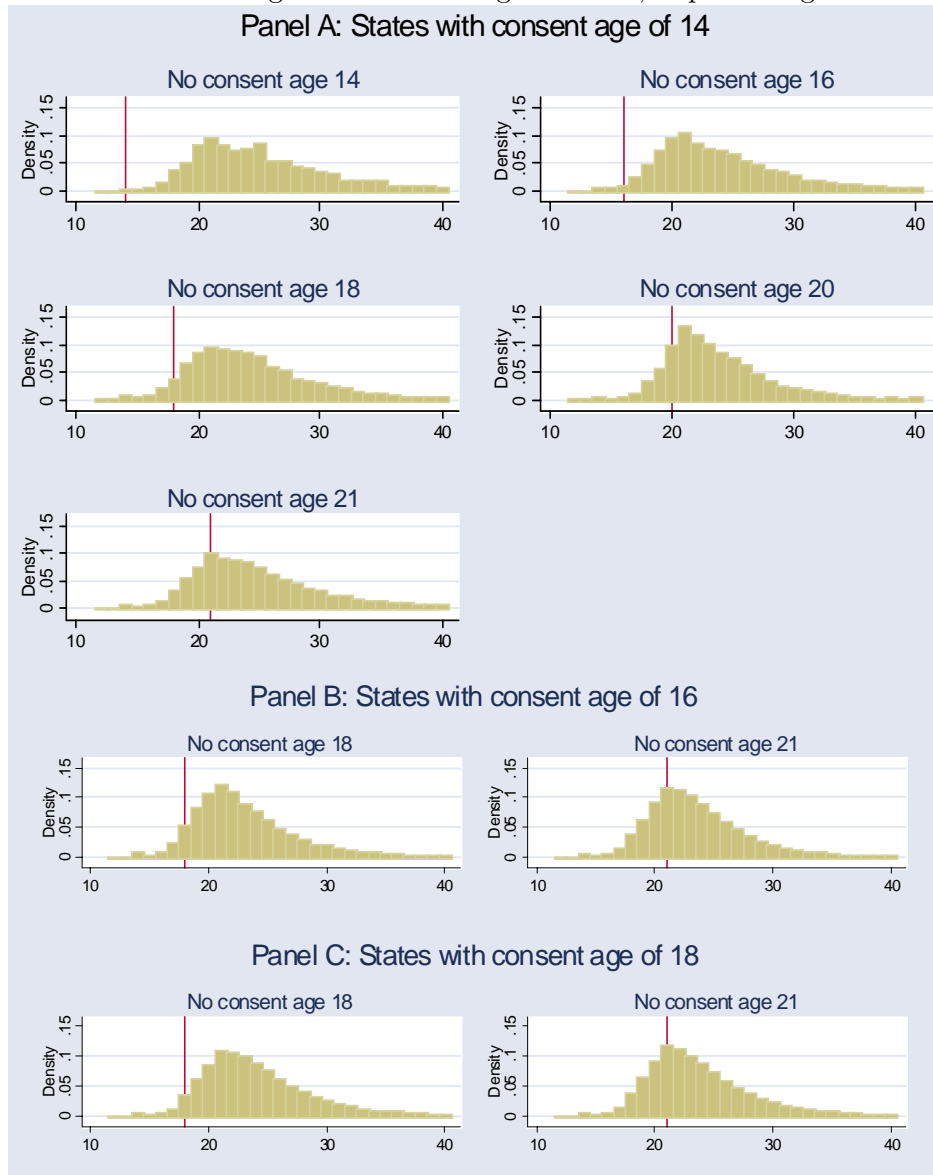 Panel A: States with consent age of 14
No consent age 14
Density
0 .05 .1 .15
10 20 30 40
No consent age 16
Density
0 .05 .1 .15
10 20 30 40
No consent age 18
Density
0 .05 .1 .15
10 20 30 40
No consent age 20
Density
0 .05 .1 .15
10 20 30 40
No consent age 21
Density
0 .05 .1 .15
10 20 30 40
Panel B: States with consent age of 16
No consent age 18
Density
0 .05 .1 .15
10 20 30 40
No consent age 21
Density
0 .05 .1 .15
10 20 30 40
Panel C: States with consent age of 18
No consent age 18
Density
0 .05 .1 .15
10 20 30 40
No consent age 21
Density
0 .05 .1 .15
10 20 30 40